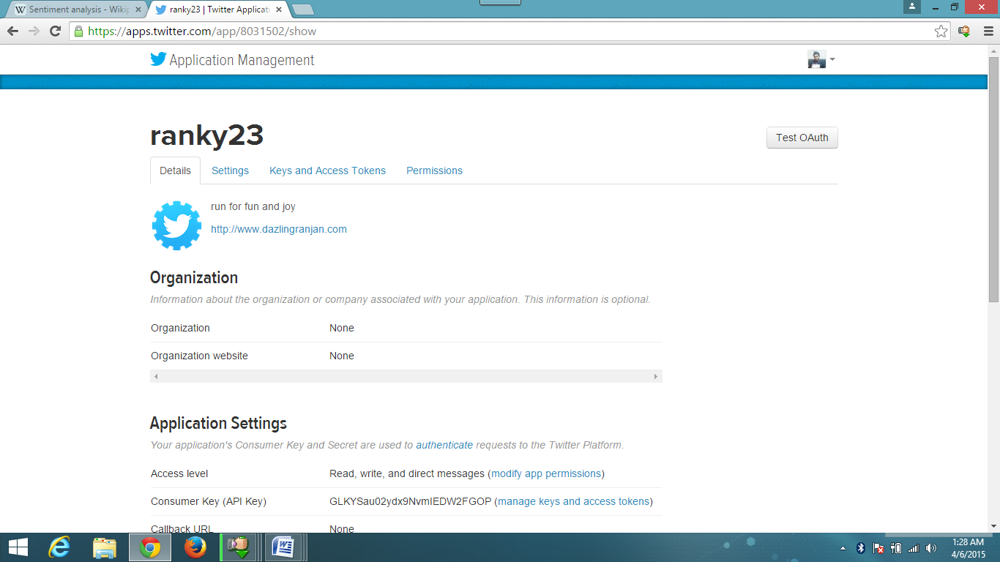 Sentiment analysis - Wikip
ranky23 | Twitter Applicati
https://apps.twitter.com/app/8031502/show
Application Management
ranky23
Test OAuth
Details Settings Keys and Access Tokens Permissions
run for fun and joy
http://www.dazlingranjan.com
Organization
Information about the organization or company associated with your application. This information is optional.
Organization None
Organization website None
Application Settings
Your application's Consumer Key and Secret are used to authenticate requests to the Twitter Platform.
Access level Read, write, and direct messages (modify app permissions)
Consumer Key (API Key) GLKYSau02ydx9NvmIEDW2FGOP (manage keys and access tokens)
Callback URL None
1:28 AM
4/6/2015